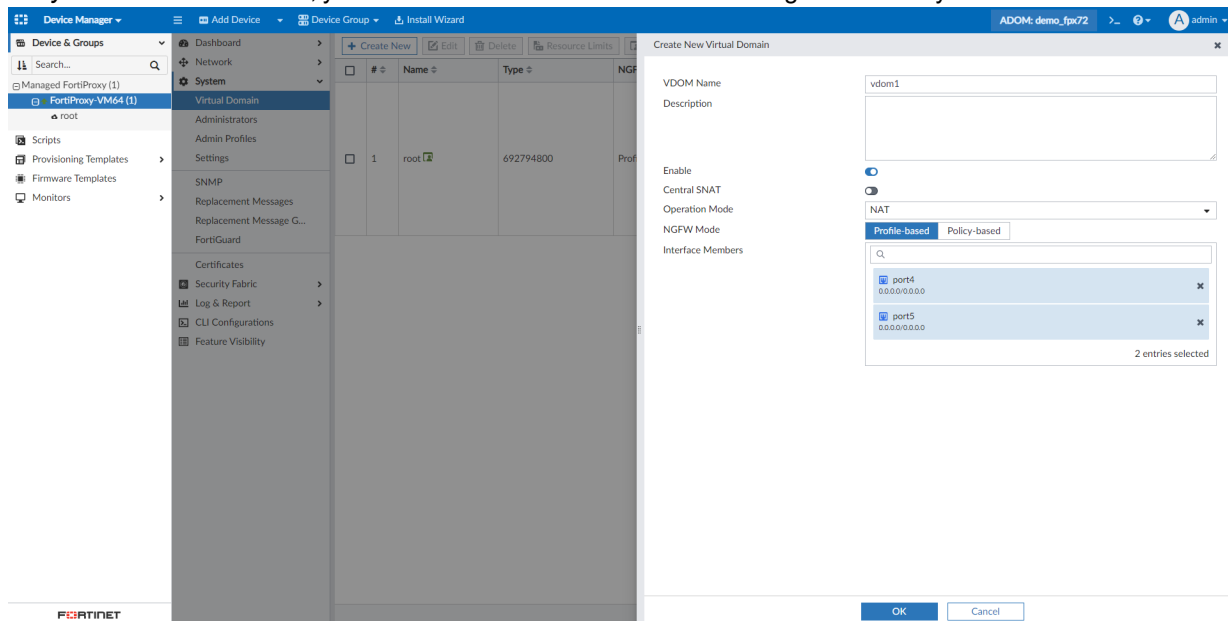 Device Manager
Add Device
Device Group
Install Wizard
ADOM: demo_fpx72
>_
A admin
Device & Groups
Search...
Managed FortiProxy (1)
FortiProxy-VM64 (1)
root
Scripts
Provisioning Templates
Firmware Templates
Monitors
FORTINET
Dashboard
Network
System
Virtual Domain
Administrators
Admin Profiles
Settings
SNMP
Replacement Messages
Replacement Message G...
FortiGuard
Certificates
Security Fabric
Log & Report
CLI Configurations
Feature Visibility
+ Create New Edit Delete Resource Limits
# Name Type NGF
1 root 692794800 Prof
Create New Virtual Domain
VDOM Name vdom1
Description
Enable
Central SNAT
Operation Mode NAT
NGFW Mode Profile-based Policy-based
Interface Members
port4
0.0.0.0/0.0.0.0
port5
0.0.0.0/0.0.0.0
2 entries selected
OK Cancel